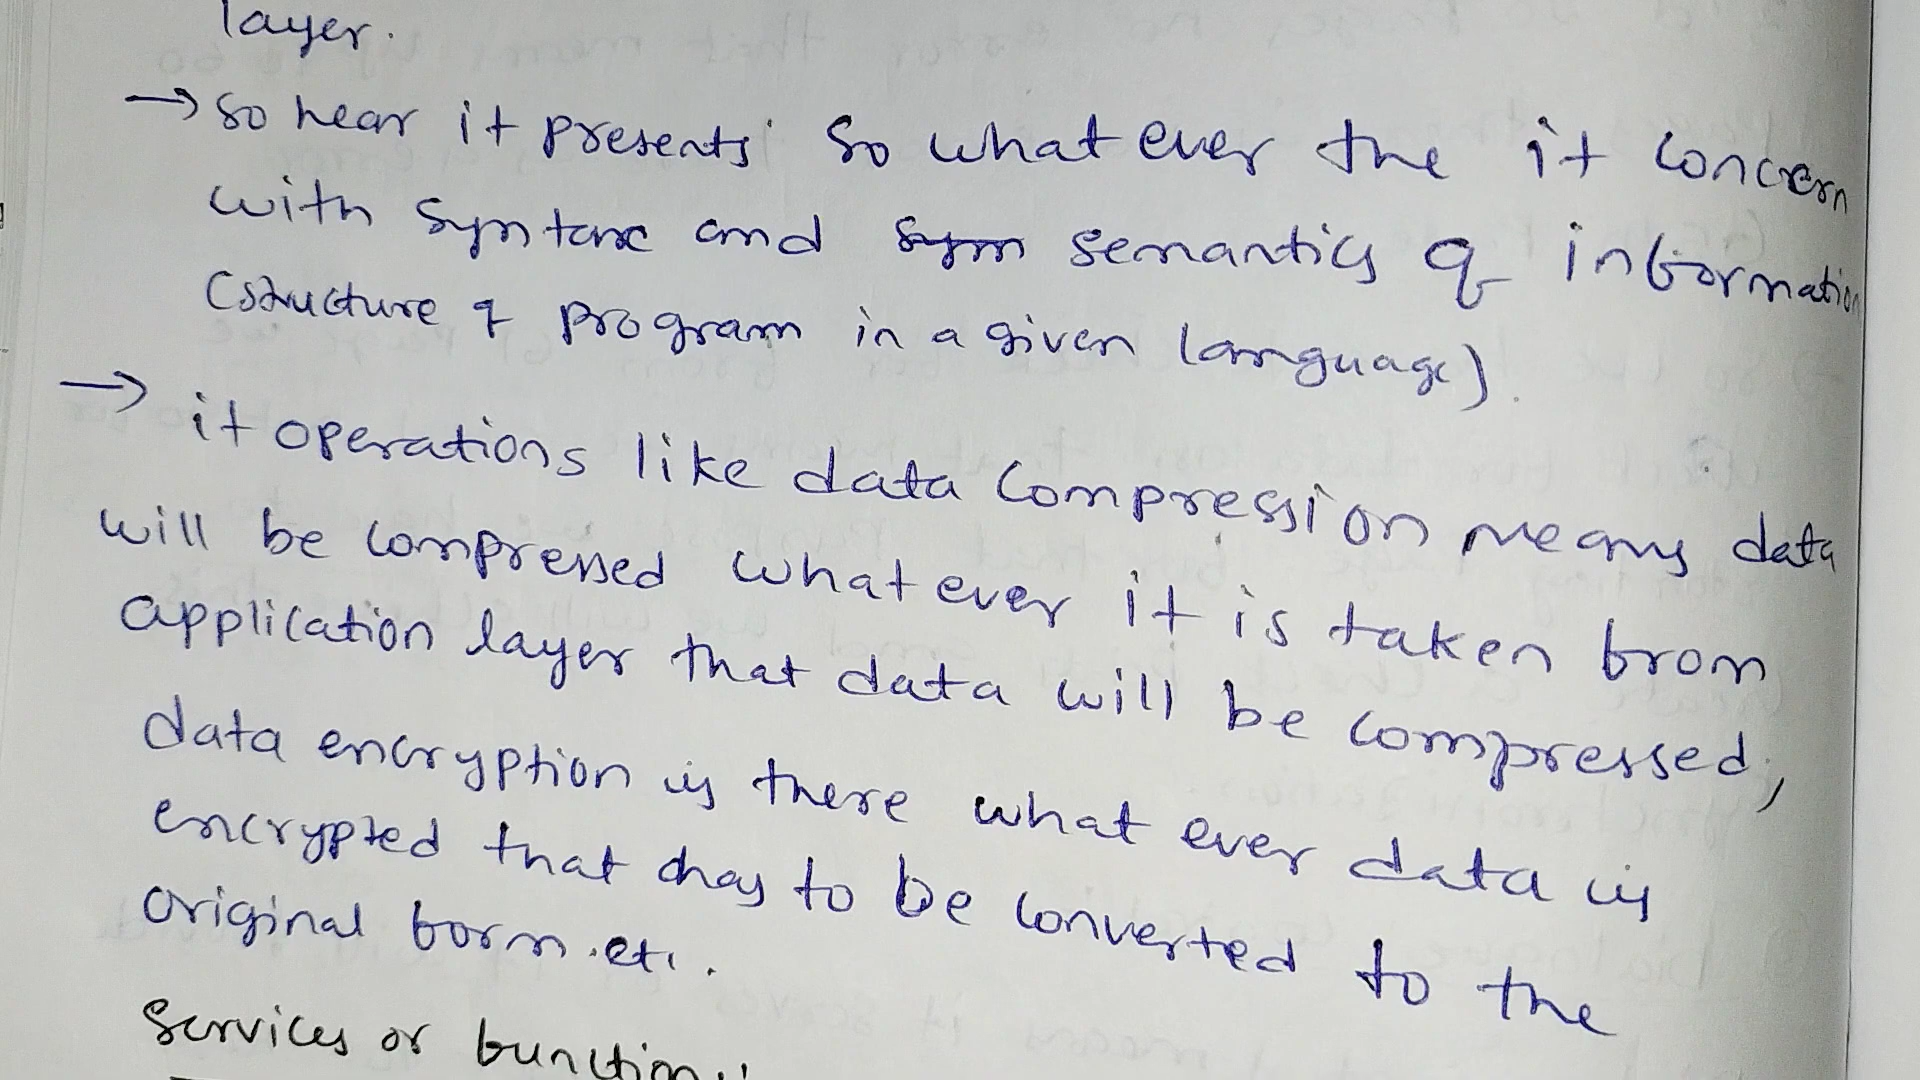 layer.
→ so hear it presents so what ever the it concern
with syntax and sym semantics of information
(structure of program in a given language).
→ it operations like data compression means data
will be compressed what ever it is taken from
application layer that data will be compressed,
data encryption is there what ever data is
encrypted that has to be converted to the
original form.etc.
services or functions: